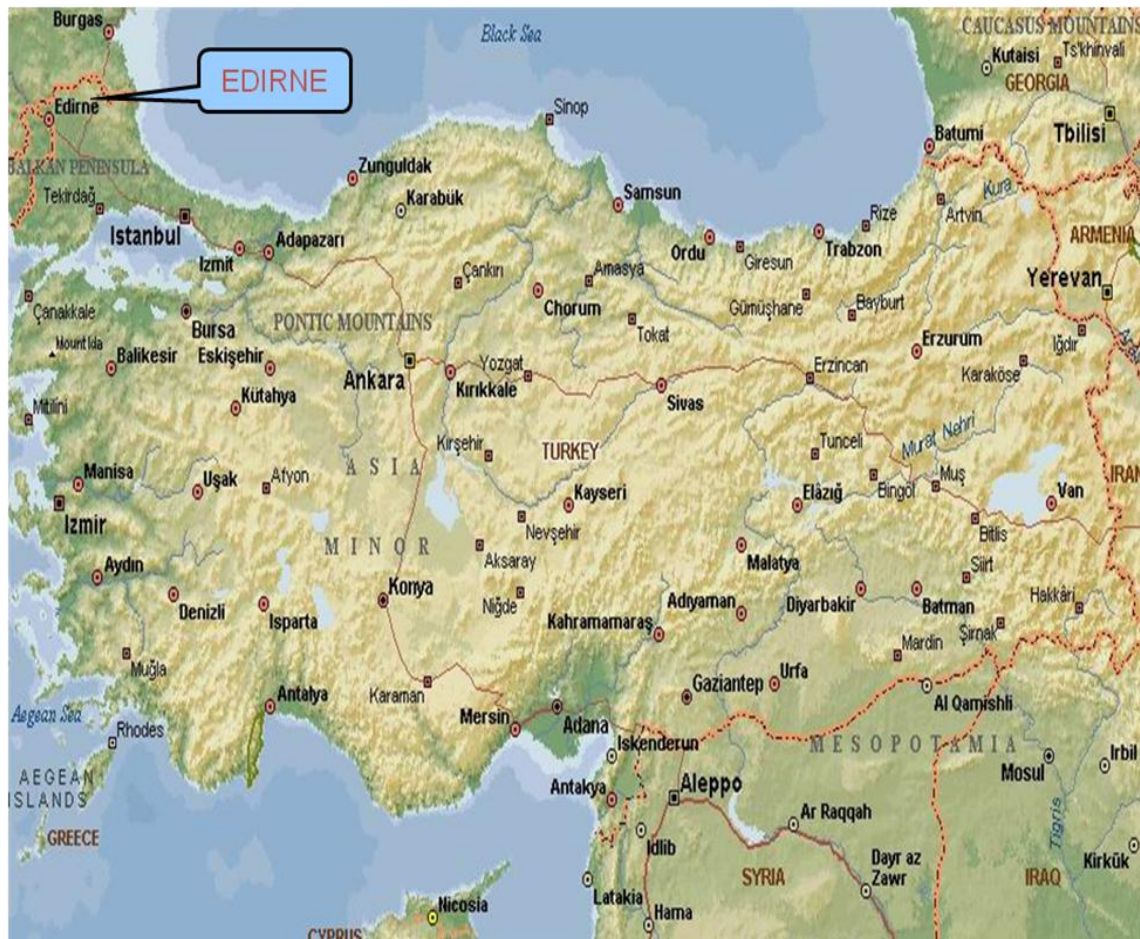 Burgas
Black Sea
CAUCASUS MOUNTAINS
Kutaisi
Ts'khinvali
GEORGIA
EDIRNE
Edirne
Sinop
Tbilisi
Batumi
BALKAN PENINSULA
Zunguldak
Karabük
Samsun
Kura
Artvin
Tekirdağ
Istanbul
Adapazarı
Izmit
Ordu
Giresun
Trabzon
Rize
ARMENIA
Yerevan
Çankırı
Amasya
Chorum
Gümüşhane
Bayburt
Çanakkale
Bursa
PONTIC MOUNTAINS
Tokat
Erzurum
Iğdır
Mount Ida
Balikesir
Eskişehir
Ankara
Yozgat
Kırıkkale
Sivas
Erzincan
Karaköse
Kütahya
Mitilini
Kırşehir
TURKEY
Tunceli
Murat Nehri
ASIA
Manisa
Uşak
Afyon
Kayseri
Elâzığ
Bingöl
Muş
Van
IRAN
Izmir
Nevşehir
Bitlis
MINOR
Aksaray
Malatya
Siirt
Aydın
Denizli
Isparta
Konya
Niğde
Adıyaman
Diyarbakir
Batman
Hakkâri
Kahramamaraş
Şirnak
Muğla
Mardin
Karaman
Gaziantep
Urfa
Antalya
Al Qamishli
Aegean Sea
Mersin
Adana
Rhodes
Iskenderun
MESOPOTAMIA
Mosul
Irbil
AEGEAN
ISLANDS
Antakya
Aleppo
Ar Raqqah
Tigris
GREECE
Idlib
Dayr az
Zawr
Kirkük
SYRIA
IRAQ
Latakia
Hama
Nicosia
CYPRUS